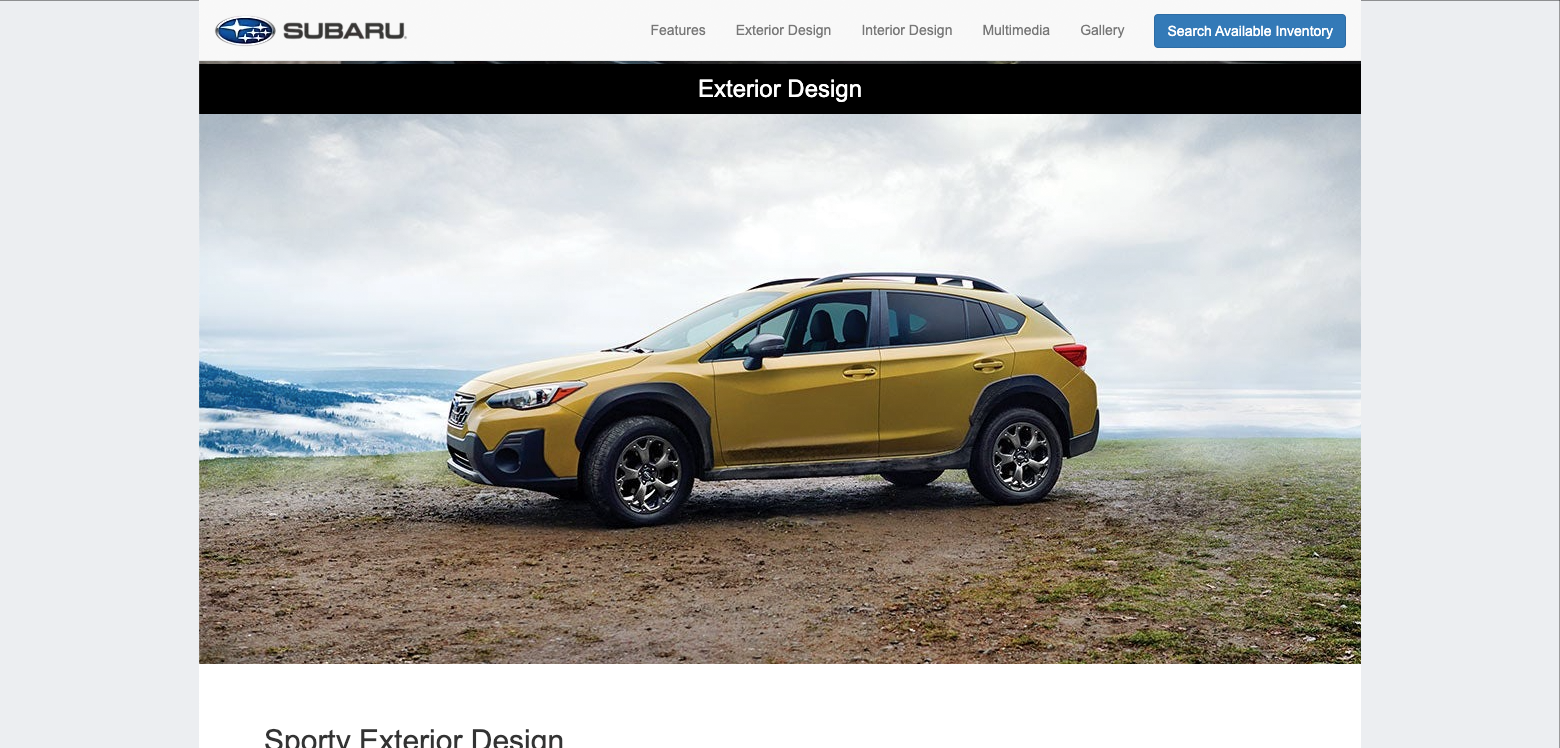 SUBARU
Features
Exterior Design
Interior Design
Multimedia
Gallery
Search Available Inventory
Exterior Design
Sporty Exterior Design